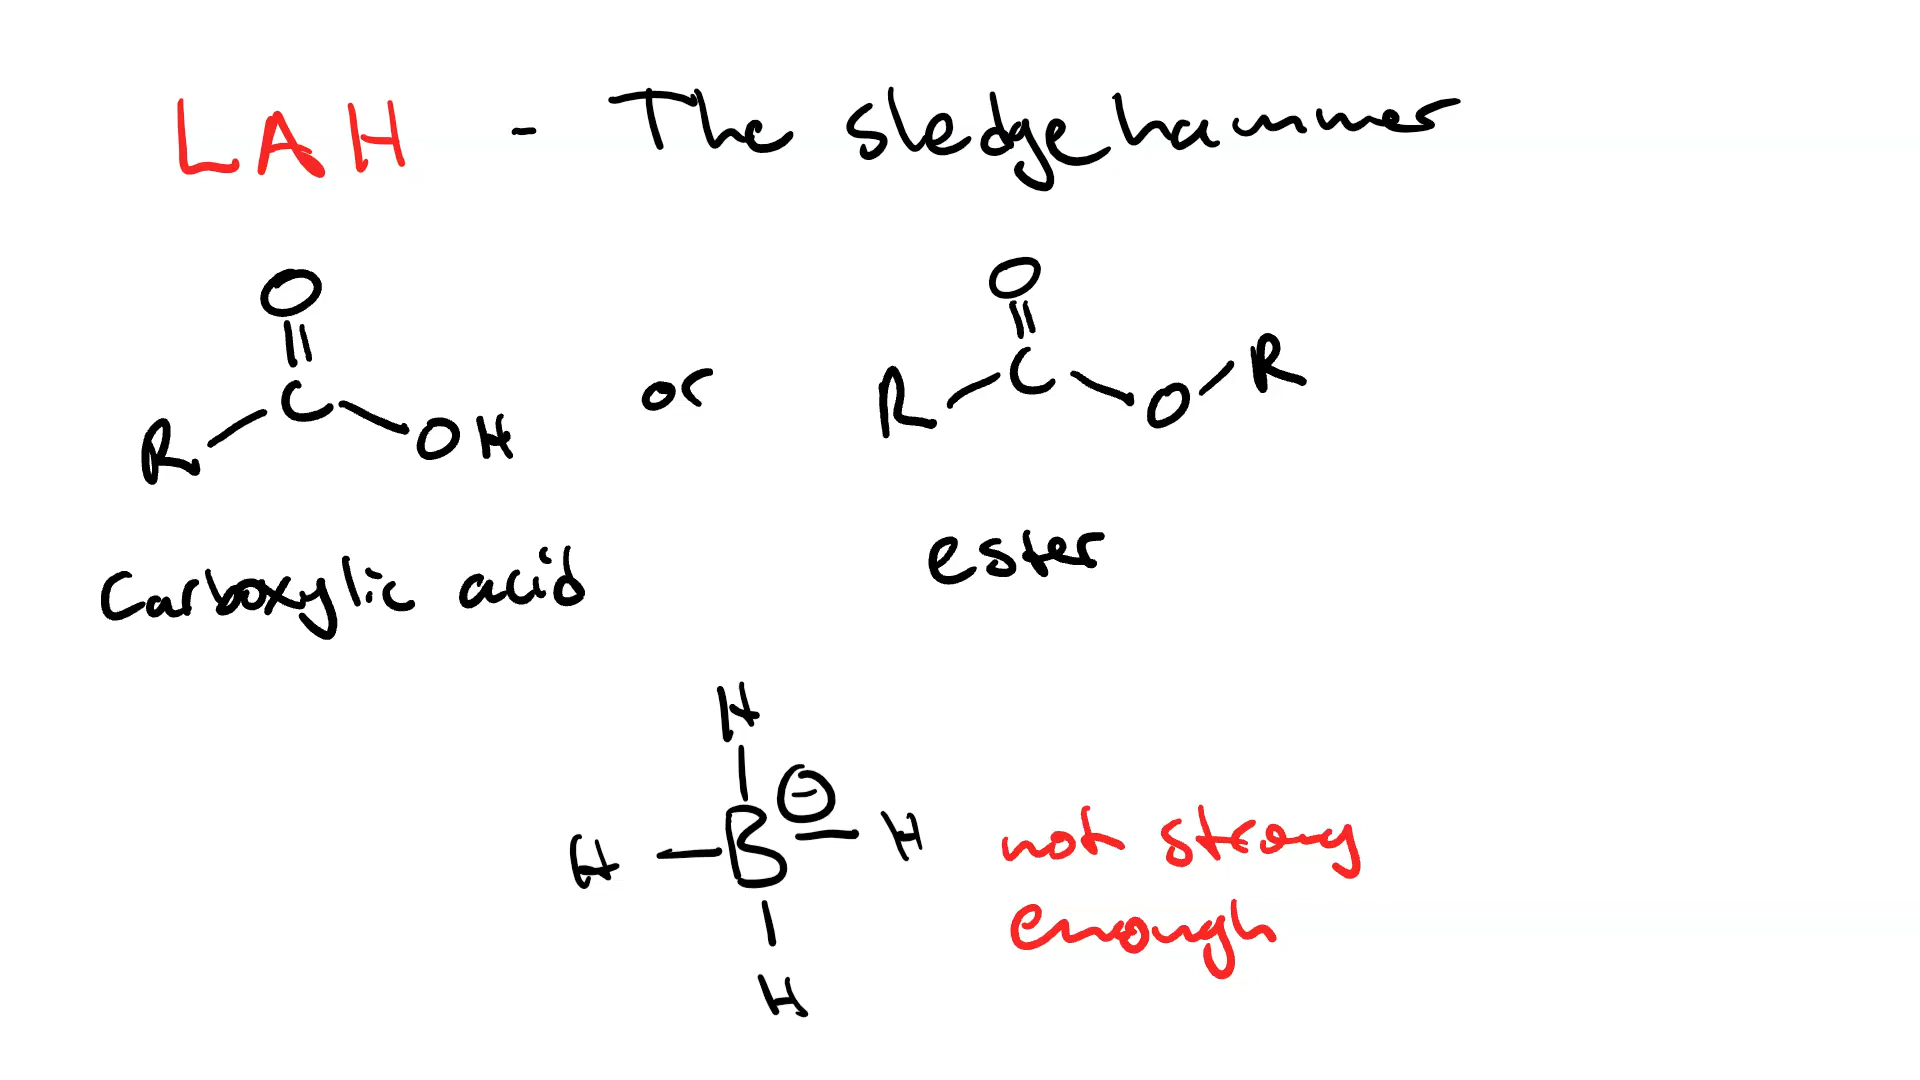 LAH - The sledgehammer
O O
C or C
R OH R O R
Carboxylic acid ester
H
H B ⊖ H not strong
enough
H